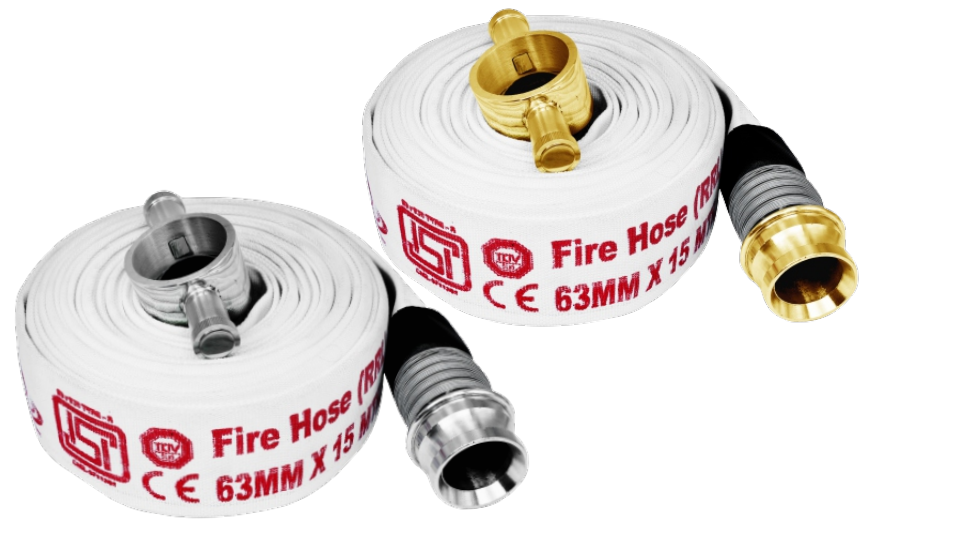 ISI
TUV
Fire Hose (RR
CE 63MM X 15 M
ISI
TUV
Fire Hose (RR
CE 63MM X 15 M